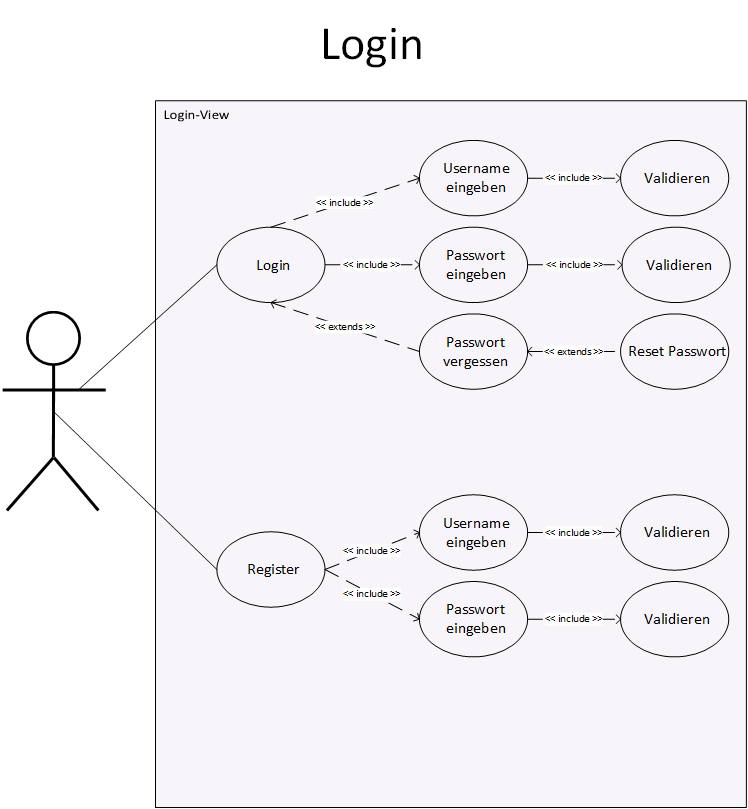 Login
Login-View
Username
eingeben
<< include >>
Validieren
<< include >>
Login
<< include >>
Passwort
eingeben
<< include >>
Validieren
<< extends >>
Passwort
vergessen
<< extends >>
Reset Passwort
Username
eingeben
<< include >>
Validieren
<< include >>
Register
<< include >>
Passwort
eingeben
<< include >>
Validieren